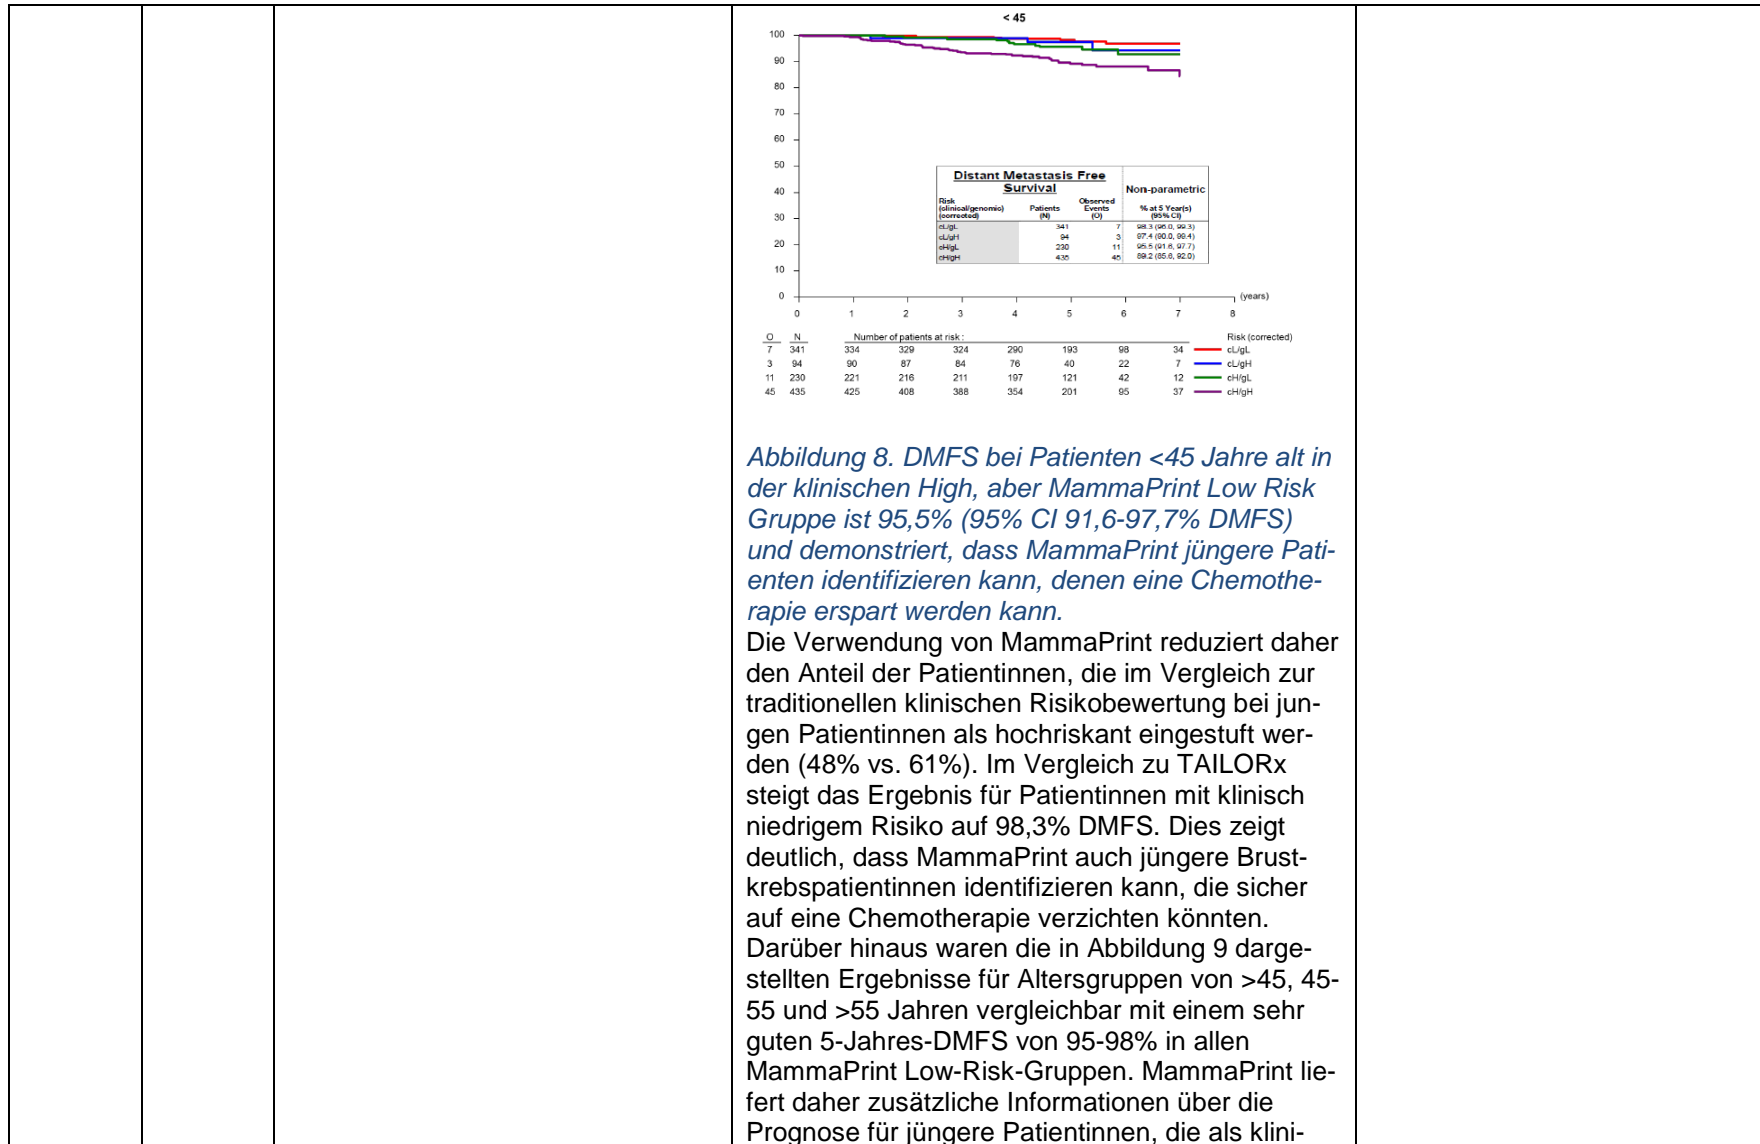 < 45
100
90
80
70
60
50
40
30
20
10
0
Distant Metastasis Free Survival Non-parametric
Risk (clinical/genomic) (corrected) Patients (N) Observed Events (O) % at 5 Year(s) (95% CI)
cL/gL 341 7 98.3 (96.0, 99.3)
cL/gH 94 3 97.4 (90.0, 99.4)
cH/gL 230 11 95.5 (91.6, 97.7)
cH/gH 435 45 89.2 (85.6, 92.0)
(years)
0 1 2 3 4 5 6 7 8
O N Number of patients at risk : Risk (corrected)
7 341 334 329 324 290 193 98 34 cL/gL
3 94 90 87 84 76 40 22 7 cL/gH
11 230 221 216 211 197 121 42 12 cH/gL
45 435 425 408 388 354 201 95 37 cH/gH
Abbildung 8. DMFS bei Patienten <45 Jahre alt in
der klinischen High, aber MammaPrint Low Risk
Gruppe ist 95,5% (95% CI 91,6-97,7% DMFS)
und demonstriert, dass MammaPrint jüngere Pati-
enten identifizieren kann, denen eine Chemothe-
rapie erspart werden kann.
Die Verwendung von MammaPrint reduziert daher
den Anteil der Patientinnen, die im Vergleich zur
traditionellen klinischen Risikobewertung bei jun-
gen Patientinnen als hochriskant eingestuft wer-
den (48% vs. 61%). Im Vergleich zu TAILORx
steigt das Ergebnis für Patientinnen mit klinisch
niedrigem Risiko auf 98,3% DMFS. Dies zeigt
deutlich, dass MammaPrint auch jüngere Brust-
krebspatientinnen identifizieren kann, die sicher
auf eine Chemotherapie verzichten könnten.
Darüber hinaus waren die in Abbildung 9 darge-
stellten Ergebnisse für Altersgruppen von >45, 45-
55 und >55 Jahren vergleichbar mit einem sehr
guten 5-Jahres-DMFS von 95-98% in allen
MammaPrint Low-Risk-Gruppen. MammaPrint lie-
fert daher zusätzliche Informationen über die
Prognose für jüngere Patientinnen, die als klini-